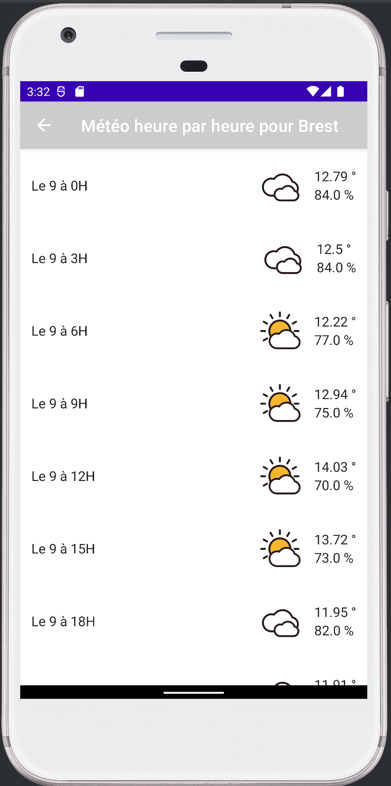 3:32
Météo heure par heure pour Brest
Le 9 à 0H
12.79 °
84.0 %
Le 9 à 3H
12.5 °
84.0 %
Le 9 à 6H
12.22 °
77.0 %
Le 9 à 9H
12.94 °
75.0 %
Le 9 à 12H
14.03 °
70.0 %
Le 9 à 15H
13.72 °
73.0 %
Le 9 à 18H
11.95 °
82.0 %
11.91 °